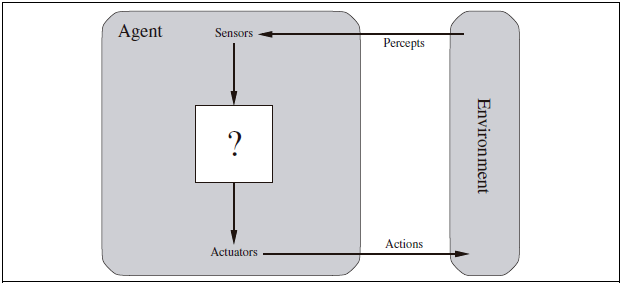 Agent
Sensors
Percepts
?
Environment
Actuators
Actions